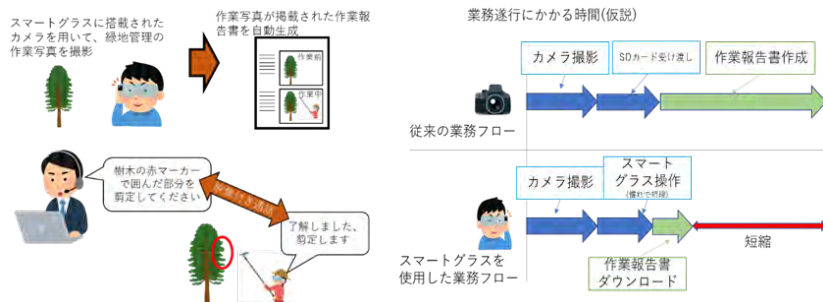 スマートグラスに搭載された
カメラを用いて、緑地管理の
作業写真を撮影
作業写真が掲載された作業報
告書を自動生成
作業前
作業中
樹木の赤マーカー
で囲んだ部分を
剪定してください
了解しました、
剪定します
業務遂行にかかる時間(仮説)
カメラ撮影
SDカード受け渡し
作業報告書作成
従来の業務フロー
カメラ撮影
スマート
グラス操作
(慣れで短縮)
短縮
スマートグラスを
使用した業務フロー
作業報告書
ダウンロード